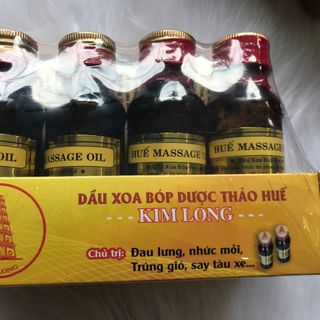 OIL
MASSAGE OIL
HUẾ MASSAGE O
HUẾ MASSAGE OIL
DẦU XOA BÓP DƯỢC THẢO HUẾ
--- KIM LONG ---
Chủ trị: Đau lưng, nhức mỏi,
Trúng gió, say tàu xe...
LONG